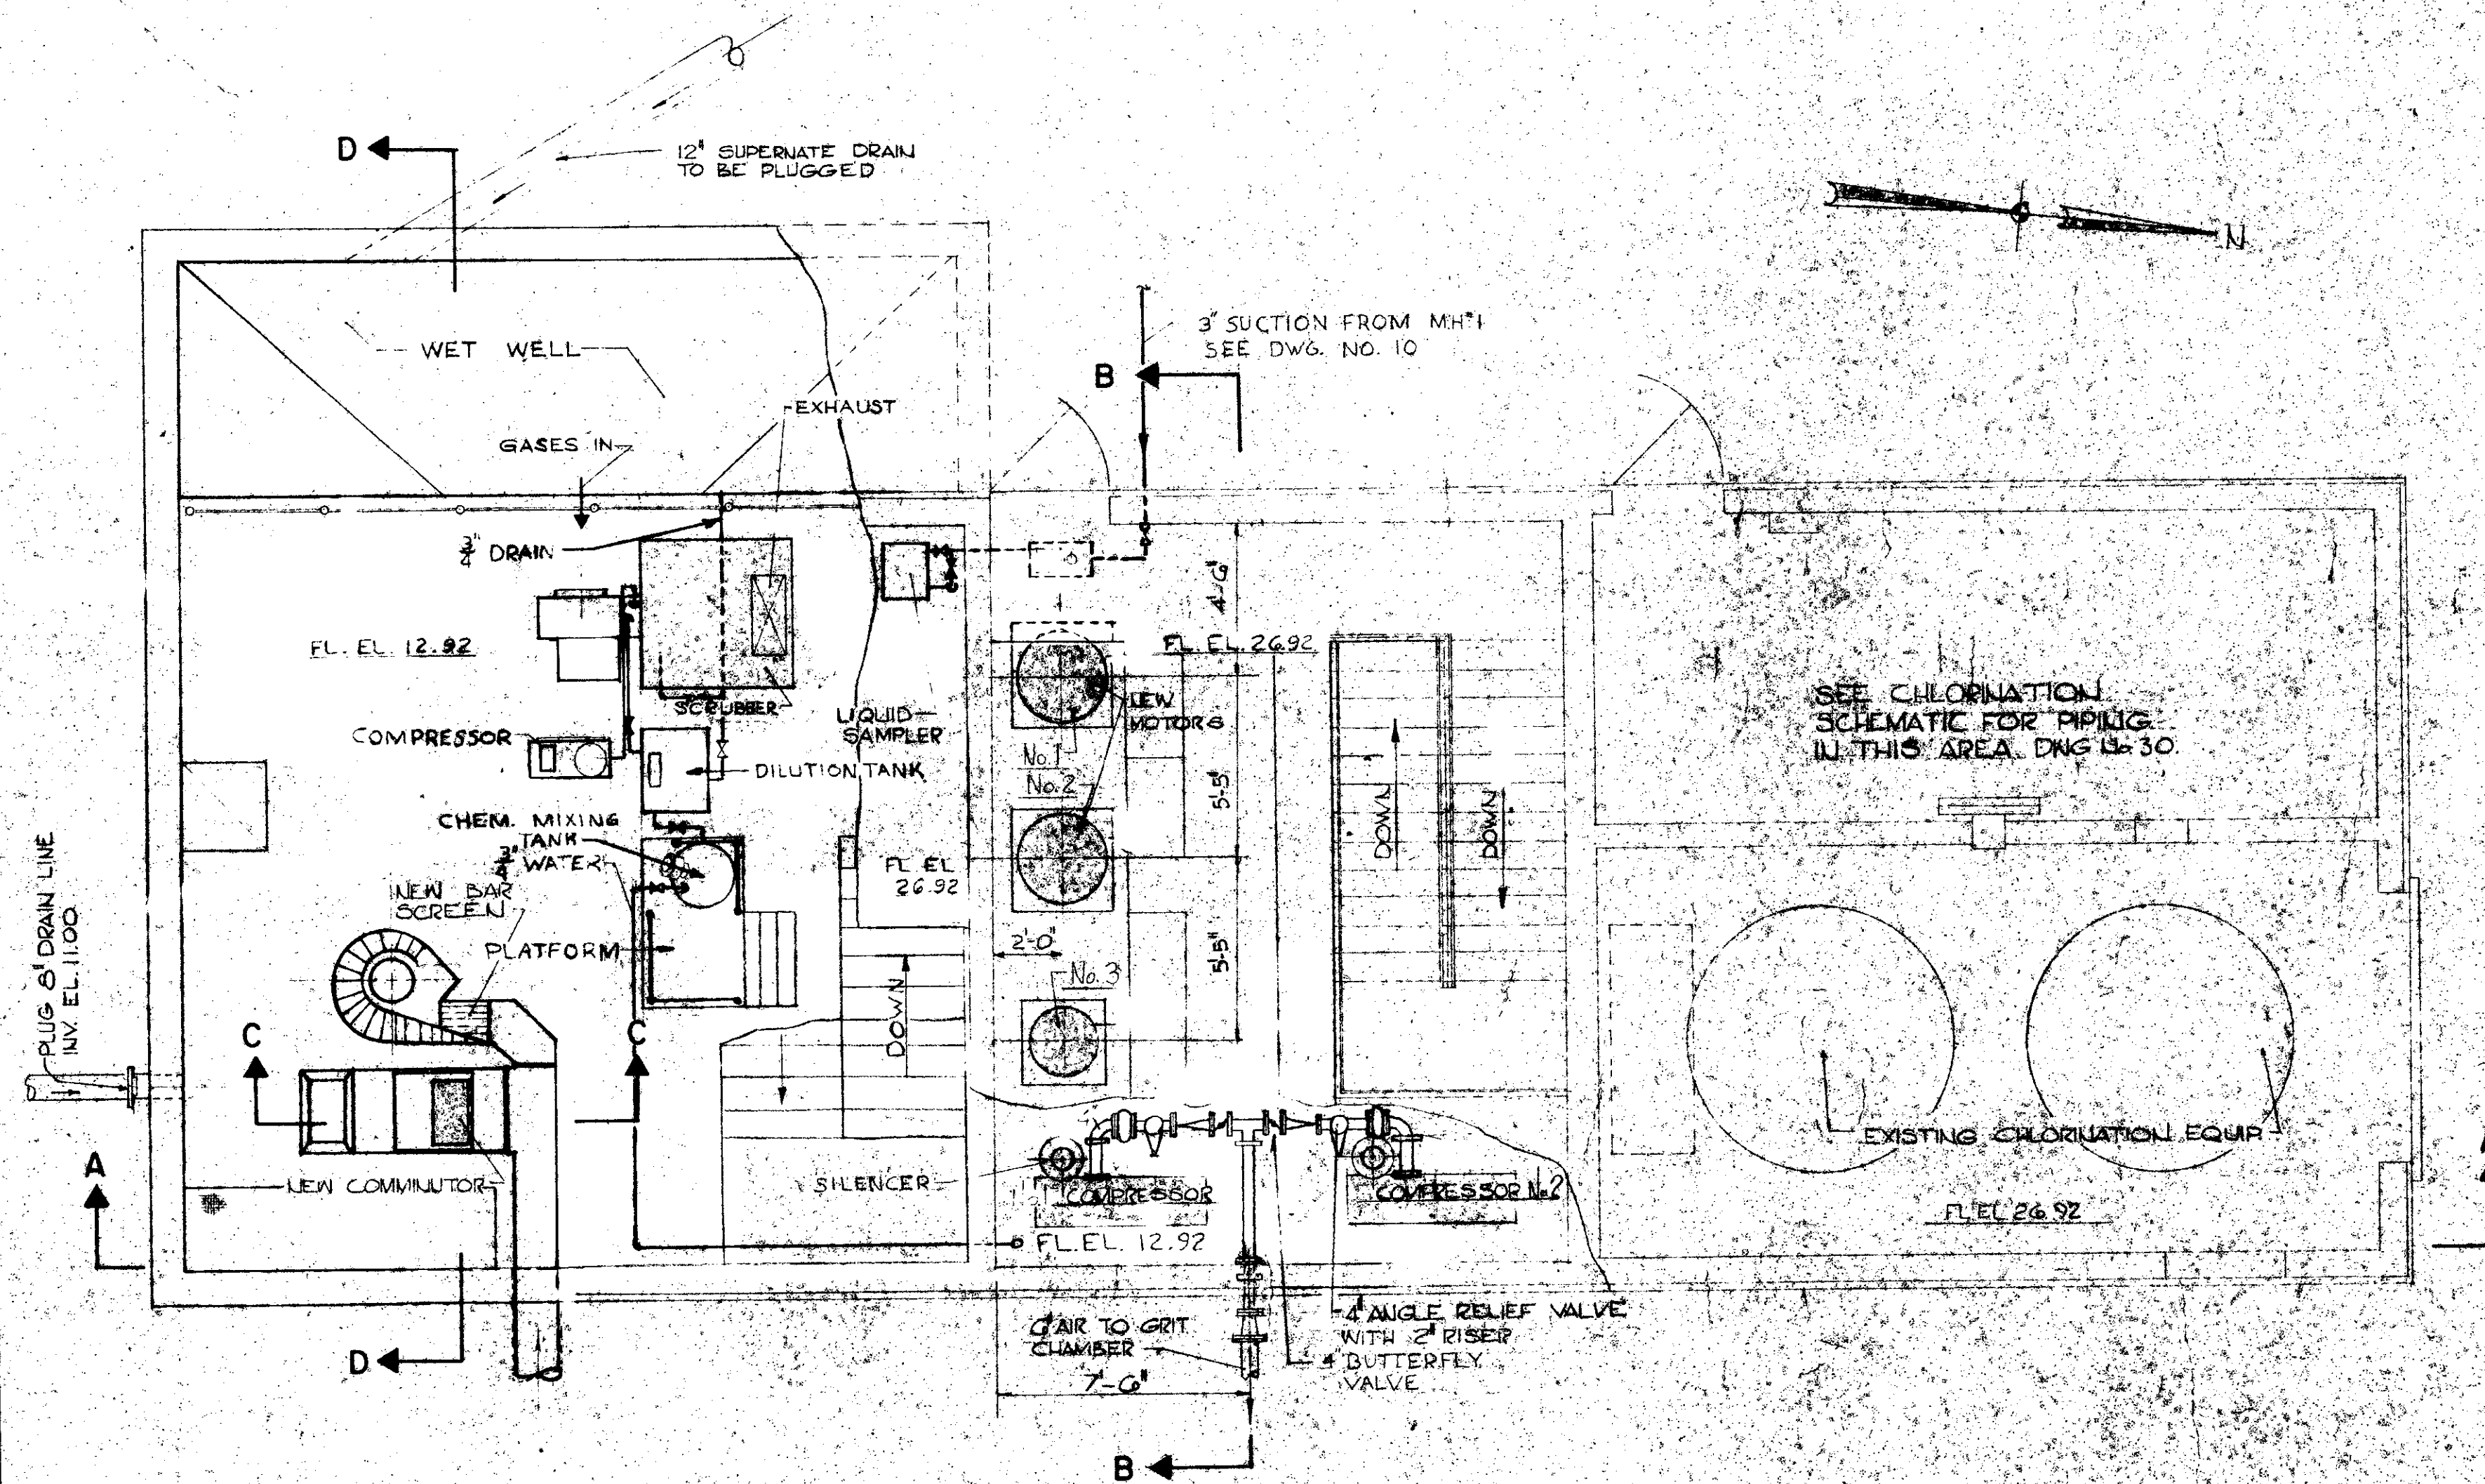 D
12" SUPERNATE DRAIN
TO BE PLUGGED
N
3" SUCTION FROM M.H.#1
SEE DWG. NO. 10
WET WELL
B
EXHAUST
GASES IN
3/4" DRAIN
4'-6"
FL. EL. 12.92
FL. EL. 26.92
SCRUBBER
LIQUID
SAMPLER
NEW
MOTORS
SEE CHLORINATION
SCHEMATIC FOR PIPING
IN THIS AREA. DWG No. 30.
COMPRESSOR
No. 1
No. 2
DILUTION TANK
5'-5"
DOWN
DOWN
CHEM. MIXING
TANK
3/4"
WATER
FL EL
26.92
NEW BAR
SCREEN
PLUG 8" DRAIN LINE
INV. EL. 11.00
PLATFORM
2'-0"
5'-5"
No. 3
DOWN
C
C
EXISTING CHLORINATION EQUIP.
A
NEW COMMINUTOR
SILENCER
COMPRESSOR
COMPRESSOR No. 2
FL. EL. 26.92
FL. EL. 12.92
6" AIR TO GRIT
CHAMBER
4" ANGLE RELIEF VALVE
WITH 2" RISER
4" BUTTERFLY
VALVE
D
7'-6"
B